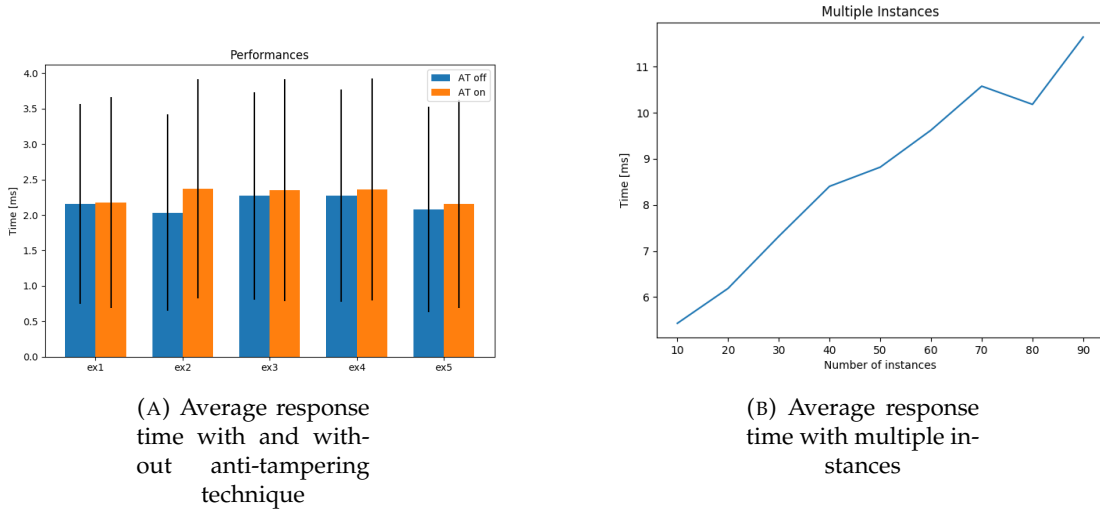 Performances
AT off
AT on
Time [ms]
4.0
3.5
3.0
2.5
2.0
1.5
1.0
0.5
0.0
ex1 ex2 ex3 ex4 ex5
(A) Average response
time with and with-
out anti-tampering
technique
Multiple Instances
Time [ms]
11
10
9
8
7
6
10 20 30 40 50 60 70 80 90
Number of instances
(B) Average response
time with multiple in-
stances